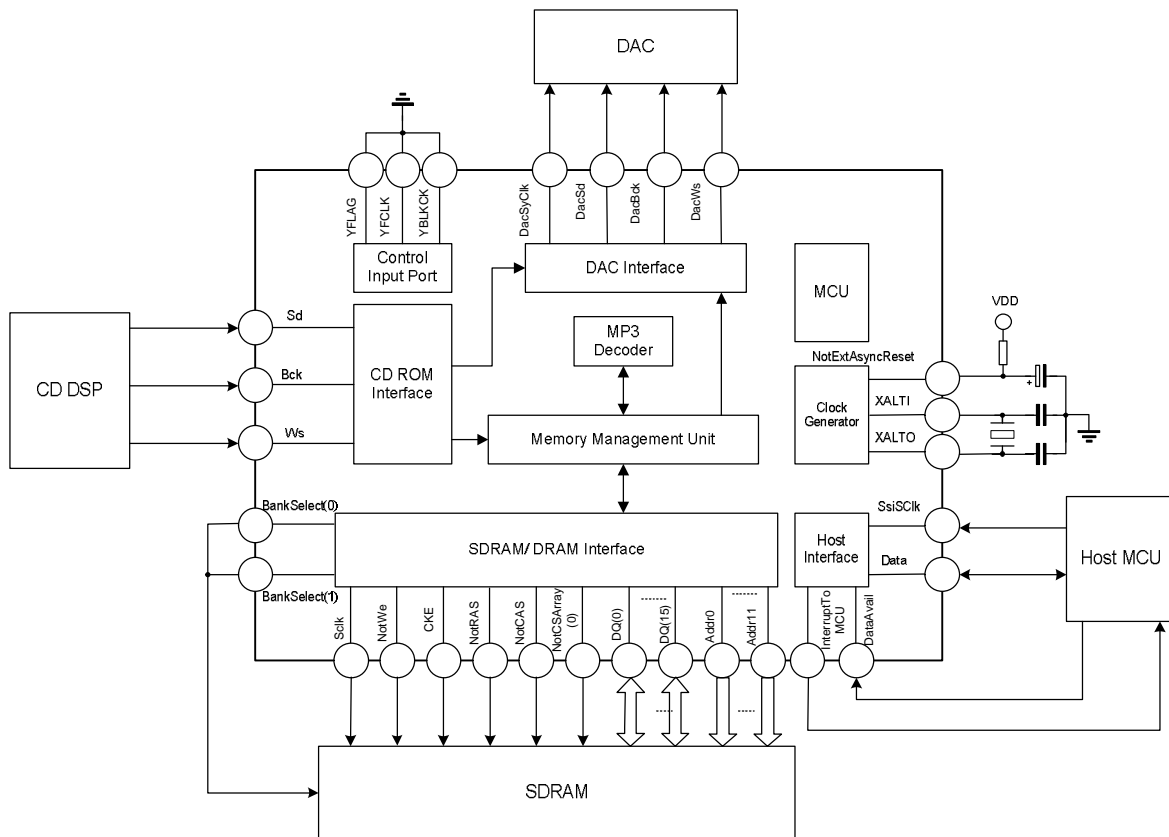 DAC
YFLAG
YFCLK
YBLKCK
DacSyClk
DacSd
DacBck
DacWs
Control
Input Port
DAC Interface
MCU
CD DSP
Sd
Bck
Ws
CD ROM
Interface
MP3
Decoder
Memory Management Unit
VDD
NotExtAsyncReset
XALTI
XALTO
Clock
Generator
+
BankSelect(0)
BankSelect(1)
SDRAM/ DRAM Interface
Host
Interface
SsiSClk
Data
Host MCU
Sclk
NotWe
CKE
NotRAS
NotCAS
NotCSArray
(0)
DQ(0)
DQ(15)
Addr0
Addr11
InterruptTo
MCU
DataAvail
SDRAM